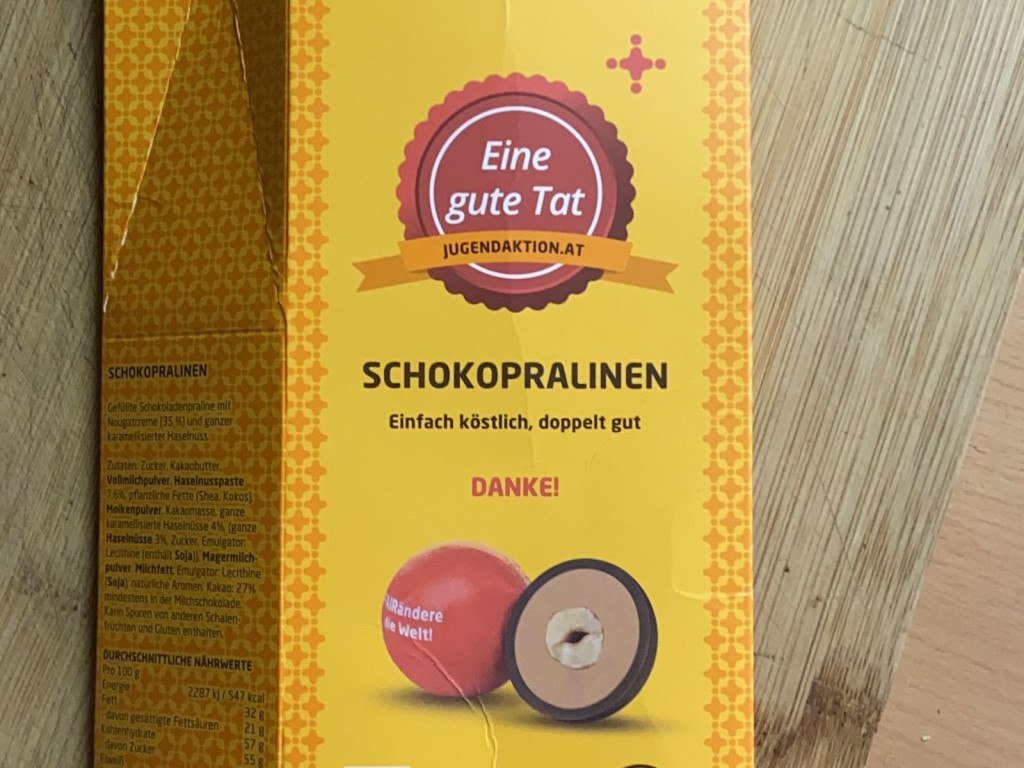 Eine
gute Tat
JUGENDAKTION.AT
SCHOKOPRALINEN
Einfach köstlich, doppelt gut
DANKE!
ändere
Welt!
SCHOKOPRALINEN
Gefüllte Schokoladenpraline mit
Nougatcreme (35 %) und ganzer
karamellisierter Haselnuss
Zutaten: Zucker, Kakaobutter,
Vollmilchpulver, Haselnusspaste
7,6%, pflanzliche Fette (Shea, Kokos),
Molkenpulver, Kakaomasse, ganze
karamellisierte Haselnüsse 4%, (ganze
Haselnüsse 3%, Zucker, Emulgator:
Lecithine (enthält Soja)), Magermilch-
pulver, Milchfett, Emulgator: Lecithine
(Soja), natürliche Aromen. Kakao: 27%
mindestens in der Milchschokolade.
Kann Spuren von anderen Schalen-
früchten und Gluten enthalten.
DURCHSCHNITTLICHE NÄHRWERTE
Pro 100 g
Energie 2287 kJ / 547 kcal
Fett 32 g
davon gesättigte Fettsäuren 21 g
Kohlenhydrate 57 g
davon Zucker 55 g
Eiweiß